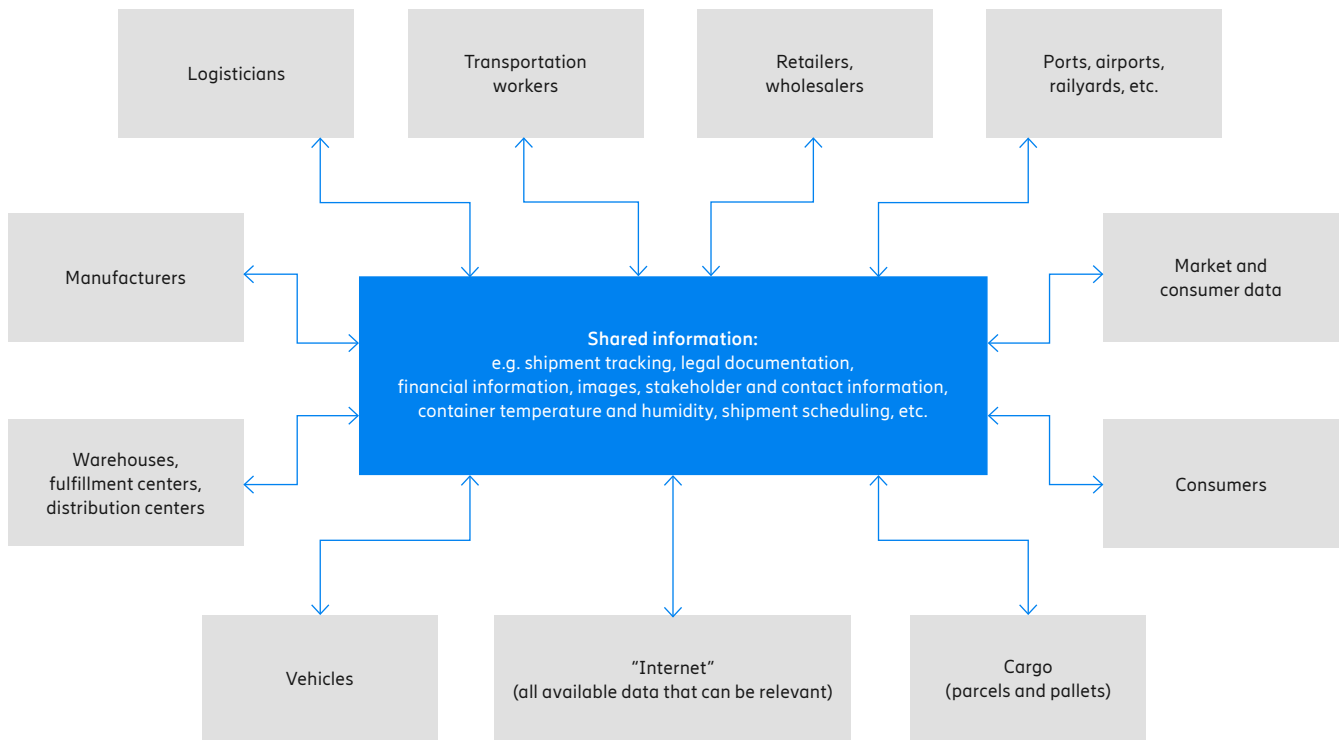 Logisticians
Transportation
workers
Retailers,
wholesalers
Ports, airports,
railyards, etc.
Manufacturers
Market and
consumer data
Shared information:
e.g. shipment tracking, legal documentation,
financial information, images, stakeholder and contact information,
container temperature and humidity, shipment scheduling, etc.
Warehouses,
fulfillment centers,
distribution centers
Consumers
Vehicles
"Internet"
(all available data that can be relevant)
Cargo
(parcels and pallets)